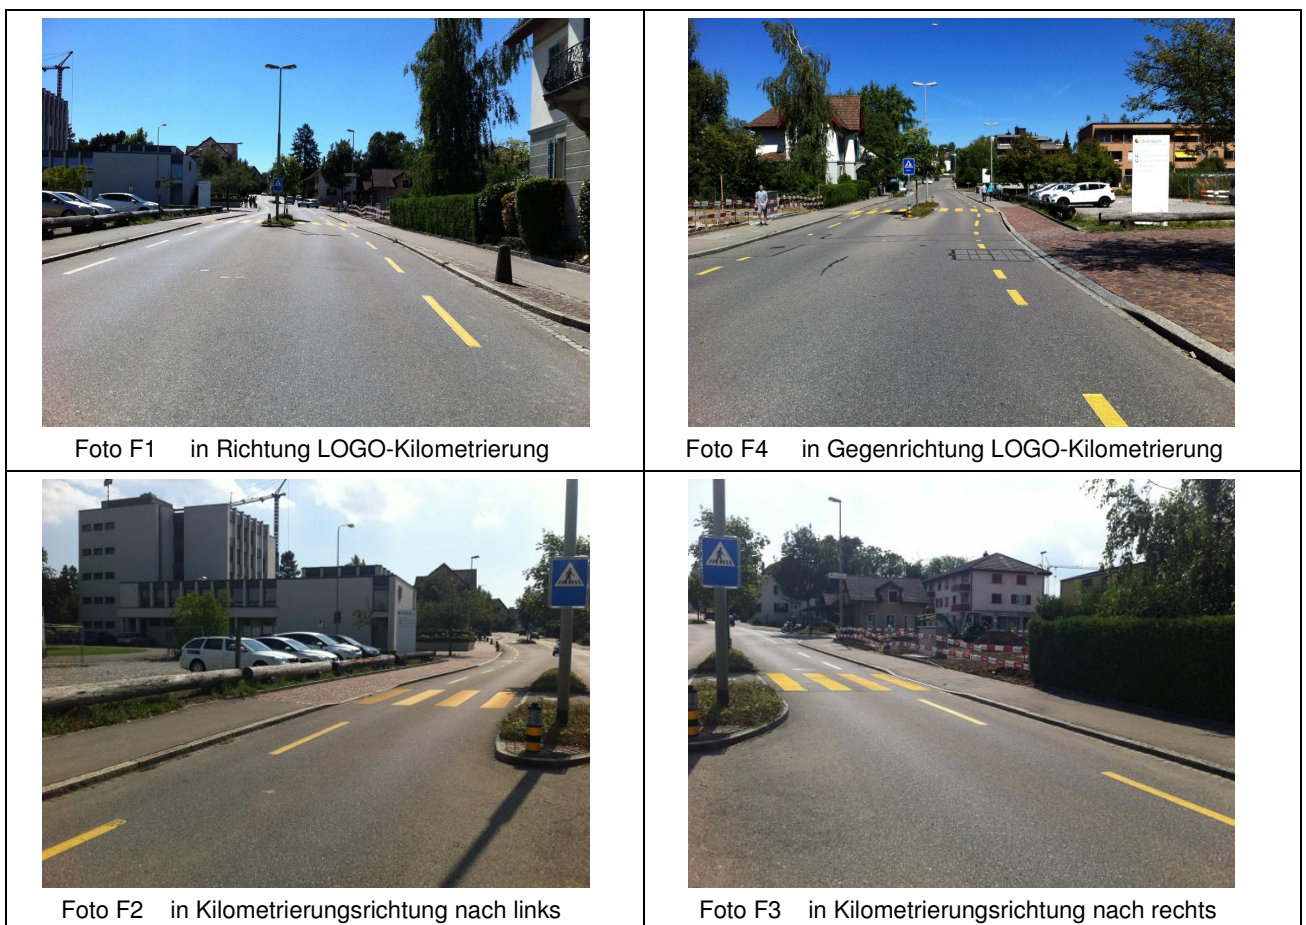 Foto F1 in Richtung LOGO-Kilometrierung
Foto F4 in Gegenrichtung LOGO-Kilometrierung
Foto F2 in Kilometrierungsrichtung nach links
Foto F3 in Kilometrierungsrichtung nach rechts